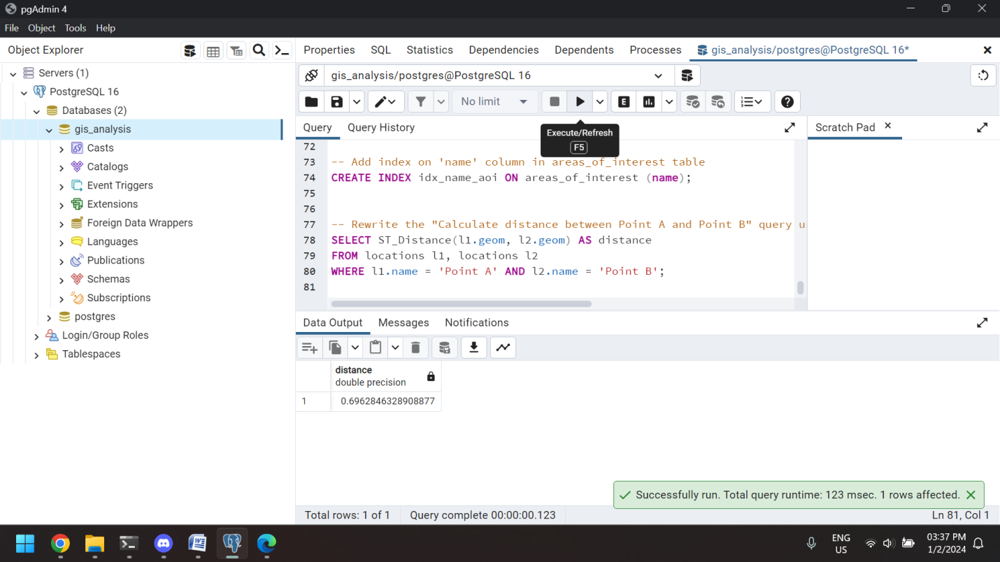 pgAdmin 4
File Object Tools Help
Object Explorer
Properties SQL Statistics Dependencies Dependents Processes gis_analysis/postgres@PostgreSQL 16*
Servers (1)
PostgreSQL 16
Databases (2)
gis_analysis
Casts
Catalogs
Event Triggers
Extensions
Foreign Data Wrappers
Languages
Publications
Schemas
Subscriptions
postgres
Login/Group Roles
Tablespaces
gis_analysis/postgres@PostgreSQL 16
No limit
E
Execute/Refresh
F5
Query Query History
Scratch Pad
72
73 -- Add index on 'name' column in areas_of_interest table
74 CREATE INDEX idx_name_aoi ON areas_of_interest (name);
75
76
77 -- Rewrite the "Calculate distance between Point A and Point B" query u
78 SELECT ST_Distance(l1.geom, l2.geom) AS distance
79 FROM locations l1, locations l2
80 WHERE l1.name = 'Point A' AND l2.name = 'Point B';
81
Data Output Messages Notifications
distance
double precision
1 0.6962846328908877
Successfully run. Total query runtime: 123 msec. 1 rows affected.
Total rows: 1 of 1 Query complete 00:00:00.123 Ln 81, Col 1
ENG
US
03:37 PM
1/2/2024